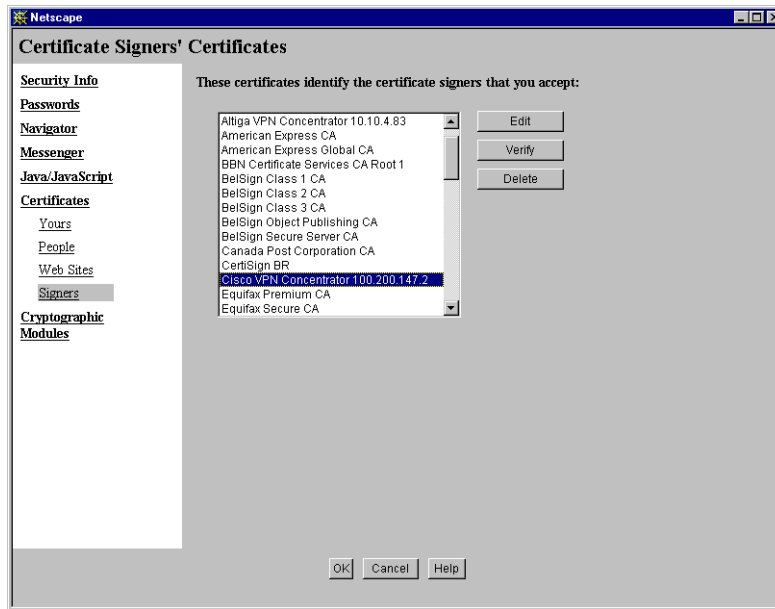 Netscape
Certificate Signers' Certificates
Security Info
Passwords
Navigator
Messenger
Java/JavaScript
Certificates
Yours
People
Web Sites
Signers
Cryptographic
Modules
These certificates identify the certificate signers that you accept:
Altiga VPN Concentrator 10.10.4.83
American Express CA
American Express Global CA
BBN Certificate Services CA Root 1
BelSign Class 1 CA
BelSign Class 2 CA
BelSign Class 3 CA
BelSign Object Publishing CA
BelSign Secure Server CA
Canada Post Corporation CA
CertiSign BR
Cisco VPN Concentrator 100.200.147.2
Equifax Premium CA
Equifax Secure CA
Edit
Verify
Delete
OK Cancel Help